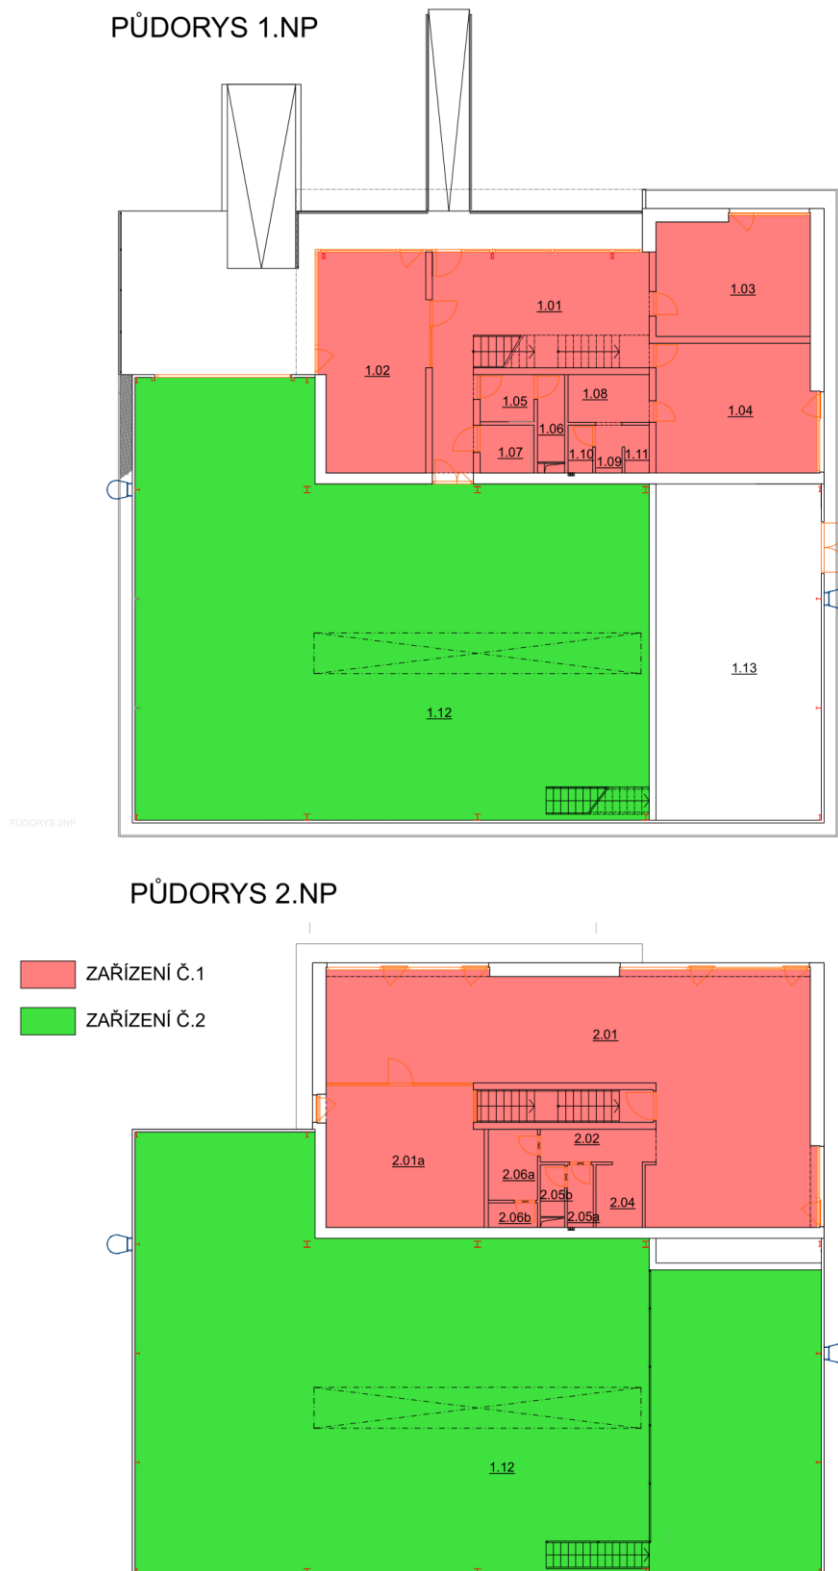 PŮDORYS 1.NP
1.03
1.01
1.02
1.08
1.05
1.04
1.06
1.07
1.10
1.09
1.11
1.13
1.12
PŮDORYS 2NP
PŮDORYS 2.NP
ZAŘÍZENÍ Č.1
ZAŘÍZENÍ Č.2
2.01
2.02
2.01a
2.06a
2.05b
2.04
2.06b
2.05a
1.12